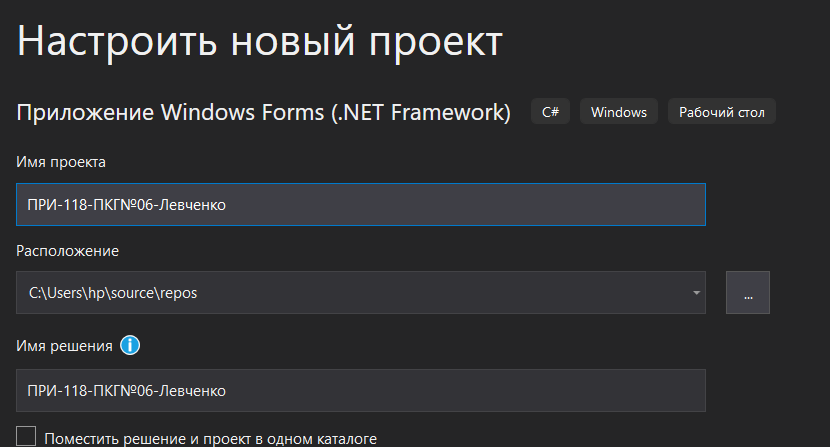 Настроить новый проект
Приложение Windows Forms (.NET Framework) C# Windows Рабочий стол
Имя проекта
ПРИ-118-ПКГ№06-Левченко
Расположение
C:\Users\hp\source\repos
...
Имя решения
ПРИ-118-ПКГ№06-Левченко
Поместить решение и проект в одном каталоге